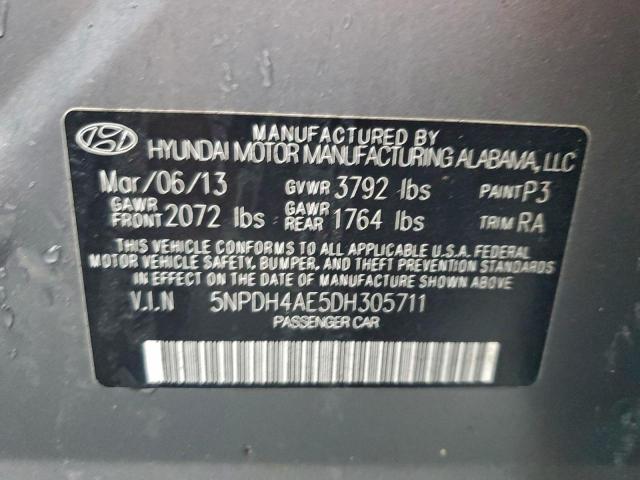 MANUFACTURED BY
HYUNDAI MOTOR MANUFACTURING ALABAMA, LLC
Mar/06/13 GVWR 3792 lbs PAINT P3
GAWR FRONT 2072 lbs GAWR REAR 1764 lbs TRIM RA
THIS VEHICLE CONFORMS TO ALL APPLICABLE U.S.A. FEDERAL
MOTOR VEHICLE SAFETY, BUMPER, AND THEFT PREVENTION STANDARDS
IN EFFECT ON THE DATE OF MANUFACTURE SHOWN ABOVE.
V.I.N 5NPDH4AE5DH305711
PASSENGER CAR